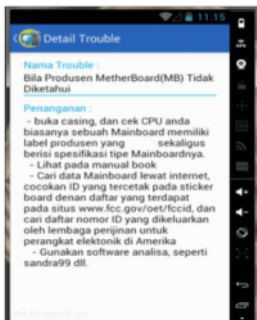 11:15
Detail Trouble
Nama Trouble :
Bila Produsen MetherBoard(MB) Tidak
Diketahui
Penanganan :
- buka casing, dan cek CPU anda
biasanya sebuah Mainboard memiliki
label produsen yang sekaligus
berisi spesifikasi tipe Mainboardnya.
- Lihat pada manual book
- Cari data Mainboard lewat internet,
cocokan ID yang tercetak pada sticker
board denan daftar yang terdapat
pada situs www.fcc.gov/oet/fccid, dan
cari daftar nomor ID yang dikeluarkan
oleh lembaga perijinan untuk
perangkat elektonik di Amerika
- Gunakan software analisa, seperti
sandra99 dll.